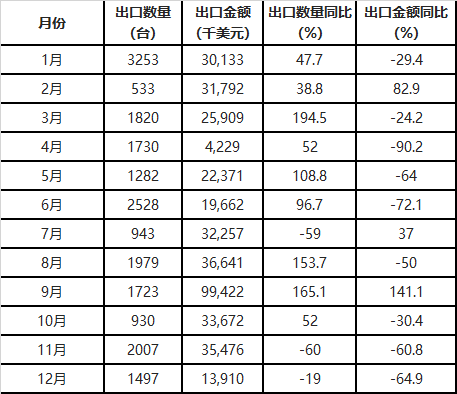 月份 出口数量（台） 出口金额（千美元） 出口数量同比（%） 出口金额同比（%）
1月 3253 30,133 47.7 -29.4
2月 533 31,792 38.8 82.9
3月 1820 25,909 194.5 -24.2
4月 1730 4,229 52 -90.2
5月 1282 22,371 108.8 -64
6月 2528 19,662 96.7 -72.1
7月 943 32,257 -59 37
8月 1979 36,641 153.7 -50
9月 1723 99,422 165.1 141.1
10月 930 33,672 52 -30.4
11月 2007 35,476 -60 -60.8
12月 1497 13,910 -19 -64.9